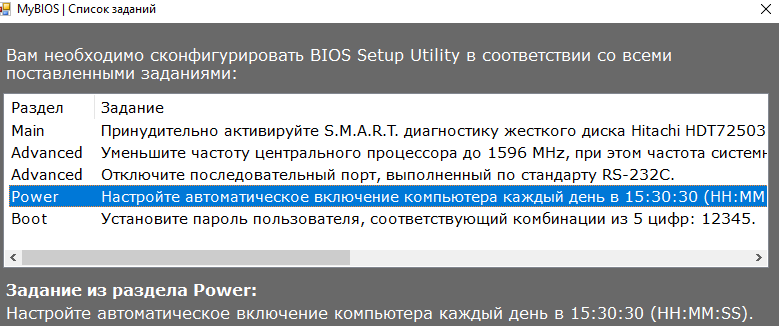 MyBIOS | Список заданий
Вам необходимо сконфигурировать BIOS Setup Utility в соответствии со всеми
поставленными заданиями:
Раздел Задание
Main Принудительно активируйте S.M.A.R.T. диагностику жесткого диска Hitachi HDT72503
Advanced Уменьшите частоту центрального процессора до 1596 MHz, при этом частота систем
Advanced Отключите последовательный порт, выполненный по стандарту RS-232C.
Power Настройте автоматическое включение компьютера каждый день в 15:30:30 (HH:MM
Boot Установите пароль пользователя, соответствующий комбинации из 5 цифр: 12345.
Задание из раздела Power:
Настройте автоматическое включение компьютера каждый день в 15:30:30 (HH:MM:SS).